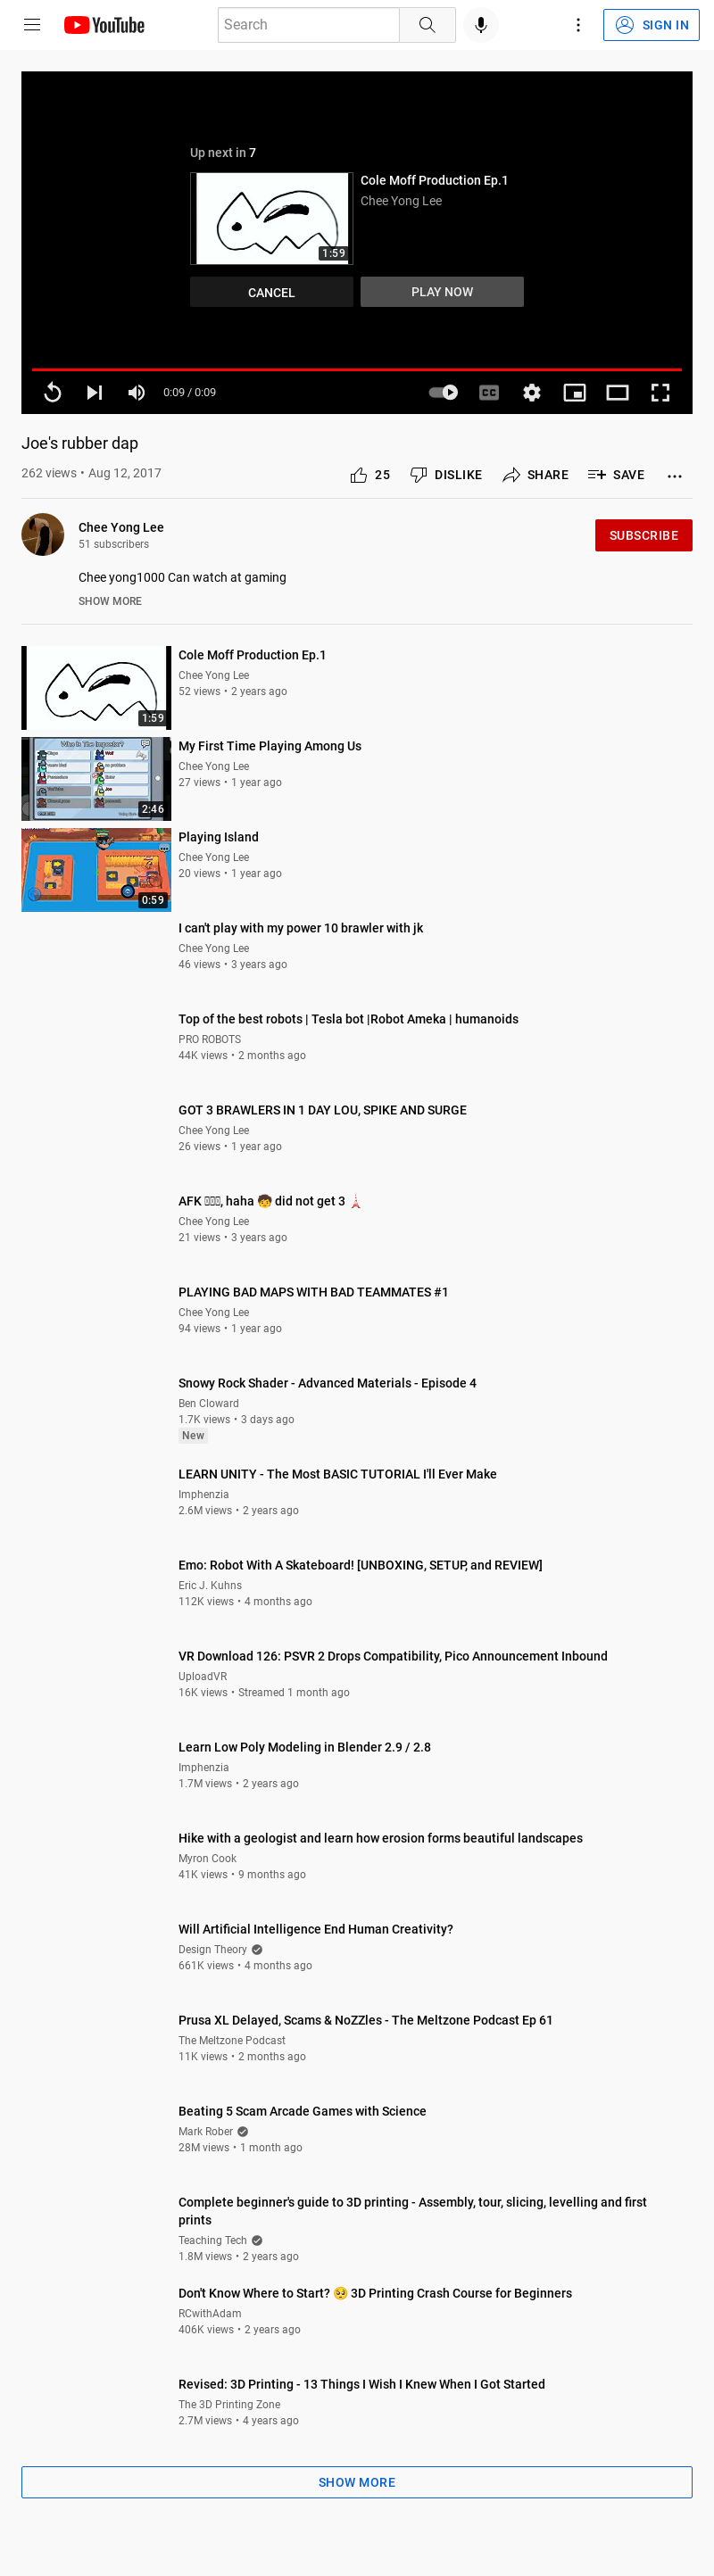 YouTube
Search
SIGN IN
Up next in 7
Cole Moff Production Ep.1
Chee Yong Lee
1:59
CANCEL
PLAY NOW
0:09 / 0:09
CC
Joe's rubber dap
262 views • Aug 12, 2017
25
DISLIKE
SHARE
SAVE
Chee Yong Lee
51 subscribers
SUBSCRIBE
Chee yong1000 Can watch at gaming
SHOW MORE
Cole Moff Production Ep.1
Chee Yong Lee
52 views • 2 years ago
1:59
Who Is The Impostor?
My First Time Playing Among Us
Chee Yong Lee
27 views • 1 year ago
2:46
Playing Island
Chee Yong Lee
20 views • 1 year ago
0:59
I can't play with my power 10 brawler with jk
Chee Yong Lee
46 views • 3 years ago
Top of the best robots | Tesla bot |Robot Ameka | humanoids
PRO ROBOTS
44K views • 2 months ago
GOT 3 BRAWLERS IN 1 DAY LOU, SPIKE AND SURGE
Chee Yong Lee
26 views • 1 year ago
AFK , haha 🧒 did not get 3 🗼
Chee Yong Lee
21 views • 3 years ago
PLAYING BAD MAPS WITH BAD TEAMMATES #1
Chee Yong Lee
94 views • 1 year ago
Snowy Rock Shader - Advanced Materials - Episode 4
Ben Cloward
1.7K views • 3 days ago
New
LEARN UNITY - The Most BASIC TUTORIAL I'll Ever Make
Imphenzia
2.6M views • 2 years ago
Emo: Robot With A Skateboard! [UNBOXING, SETUP, and REVIEW]
Eric J. Kuhns
112K views • 4 months ago
VR Download 126: PSVR 2 Drops Compatibility, Pico Announcement Inbound
UploadVR
16K views • Streamed 1 month ago
Learn Low Poly Modeling in Blender 2.9 / 2.8
Imphenzia
1.7M views • 2 years ago
Hike with a geologist and learn how erosion forms beautiful landscapes
Myron Cook
41K views • 9 months ago
Will Artificial Intelligence End Human Creativity?
Design Theory
661K views • 4 months ago
Prusa XL Delayed, Scams & NoZZles - The Meltzone Podcast Ep 61
The Meltzone Podcast
11K views • 2 months ago
Beating 5 Scam Arcade Games with Science
Mark Rober
28M views • 1 month ago
Complete beginner's guide to 3D printing - Assembly, tour, slicing, levelling and first
prints
Teaching Tech
1.8M views • 2 years ago
Don't Know Where to Start? 🥺 3D Printing Crash Course for Beginners
RCwithAdam
406K views • 2 years ago
Revised: 3D Printing - 13 Things I Wish I Knew When I Got Started
The 3D Printing Zone
2.7M views • 4 years ago
SHOW MORE